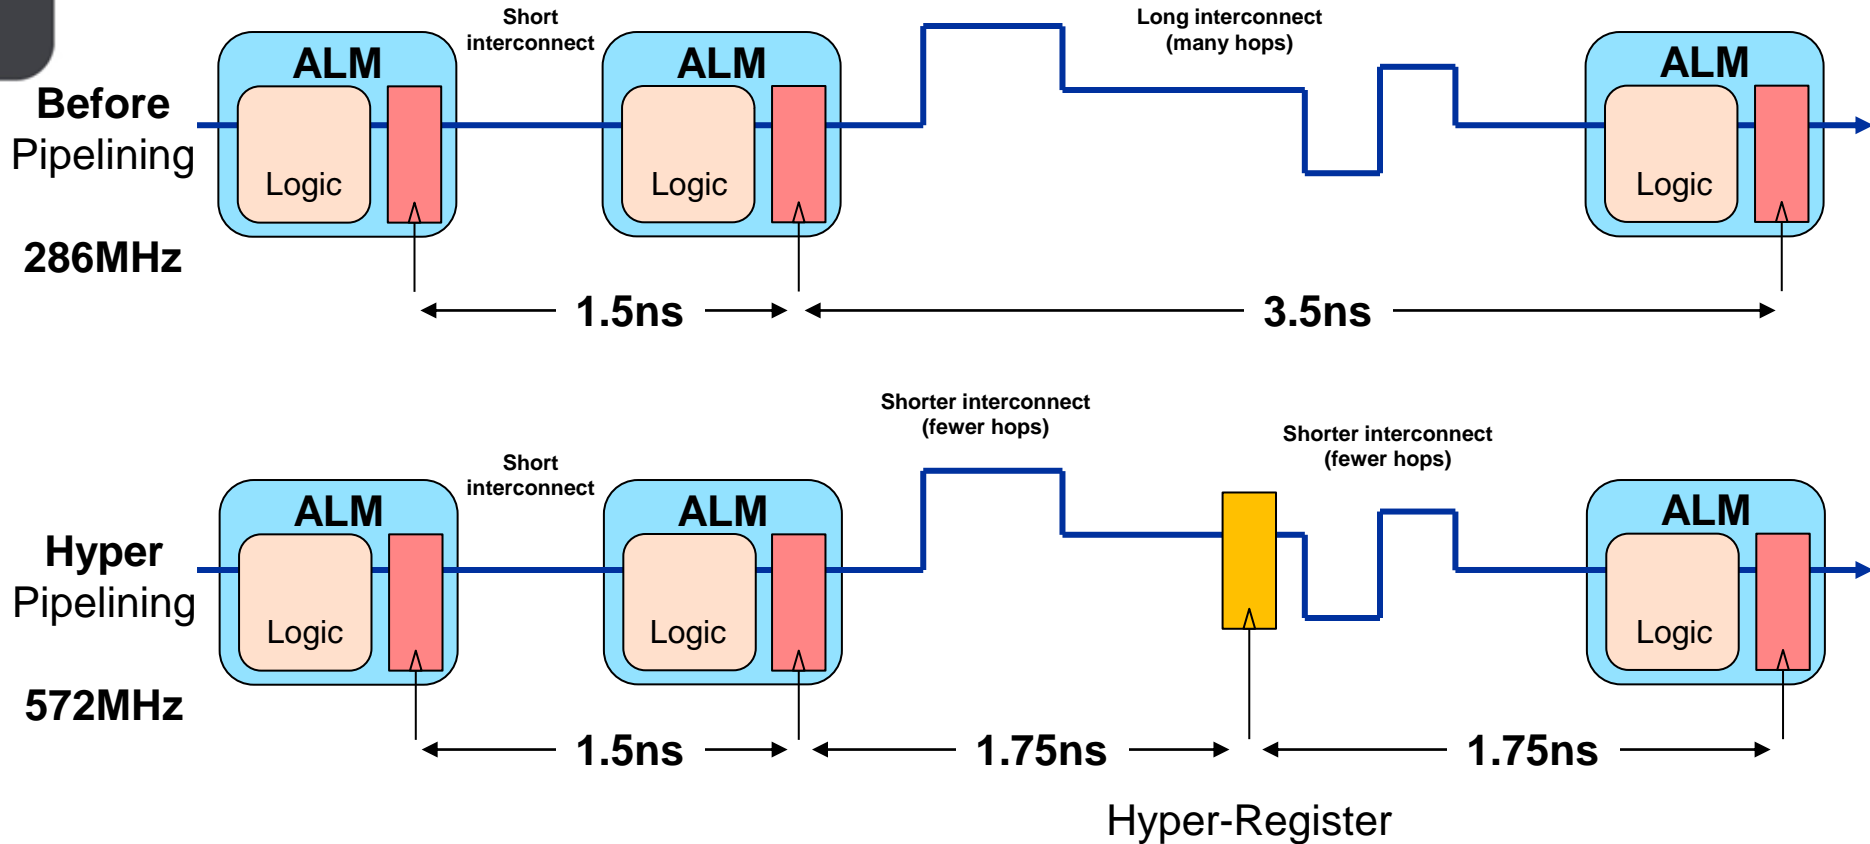 Short
interconnect
Long interconnect
(many hops)
ALM
ALM
ALM
Before
Pipelining
Logic
Logic
Logic
286MHz
1.5ns
3.5ns
Shorter interconnect
(fewer hops)
Shorter interconnect
(fewer hops)
Short
interconnect
ALM
ALM
ALM
Hyper
Pipelining
Logic
Logic
Logic
572MHz
1.5ns
1.75ns
1.75ns
Hyper-Register